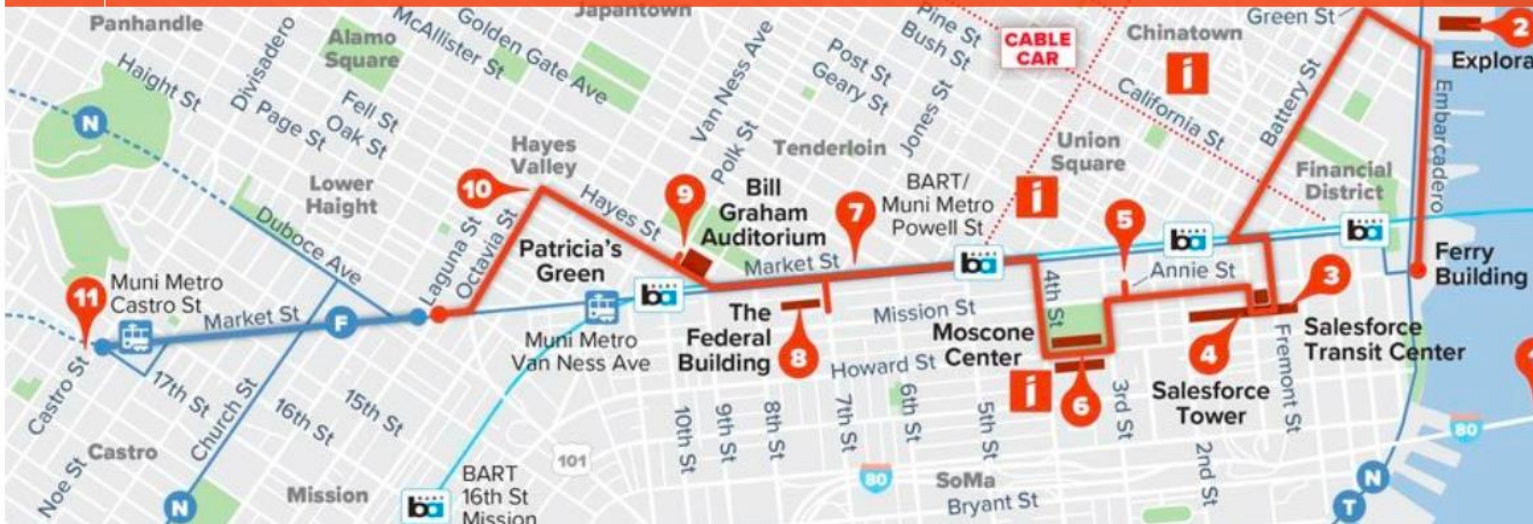 Panhandle
Japantown
Divisadero
Alamo
Square
McAllister St
Golden Gate Ave
Van Ness Ave
Pine St
Bush St
Post St
Geary St
Jones St
CABLE
CAR
Chinatown
i
Green St
2
Explora
Haight St
Page St
Fell St
Oak St
N
Hayes
Valley
Polk St
Tenderloin
Union
Square
i
California St
Battery St
Financial
District
Embarcadero
Lower
Haight
10
Hayes St
9
Bill
Graham
Auditorium
7
BART/
Muni Metro
Powell St
5
Duboce Ave
Laguna St
Octavia St
Patricia's
Green
Market St
ba
ba
ba
ba
Annie St
Ferry
Building
11
Muni Metro
Castro St
Market St
F
Muni Metro
Van Ness Ave
The
Federal
Building
8
Mission St
Howard St
Moscone
Center
4th St
i
6
3rd St
4
Salesforce
Tower
3
Salesforce
Transit Center
Fremont St
Castro St
17th St
Church St
16th St
15th St
10th St
9th St
8th St
7th St
6th St
5th St
2nd St
80
Castro
Noe St
N
Mission
101
BART
16th St
Mission
ba
80
SoMa
Bryant St
N
T